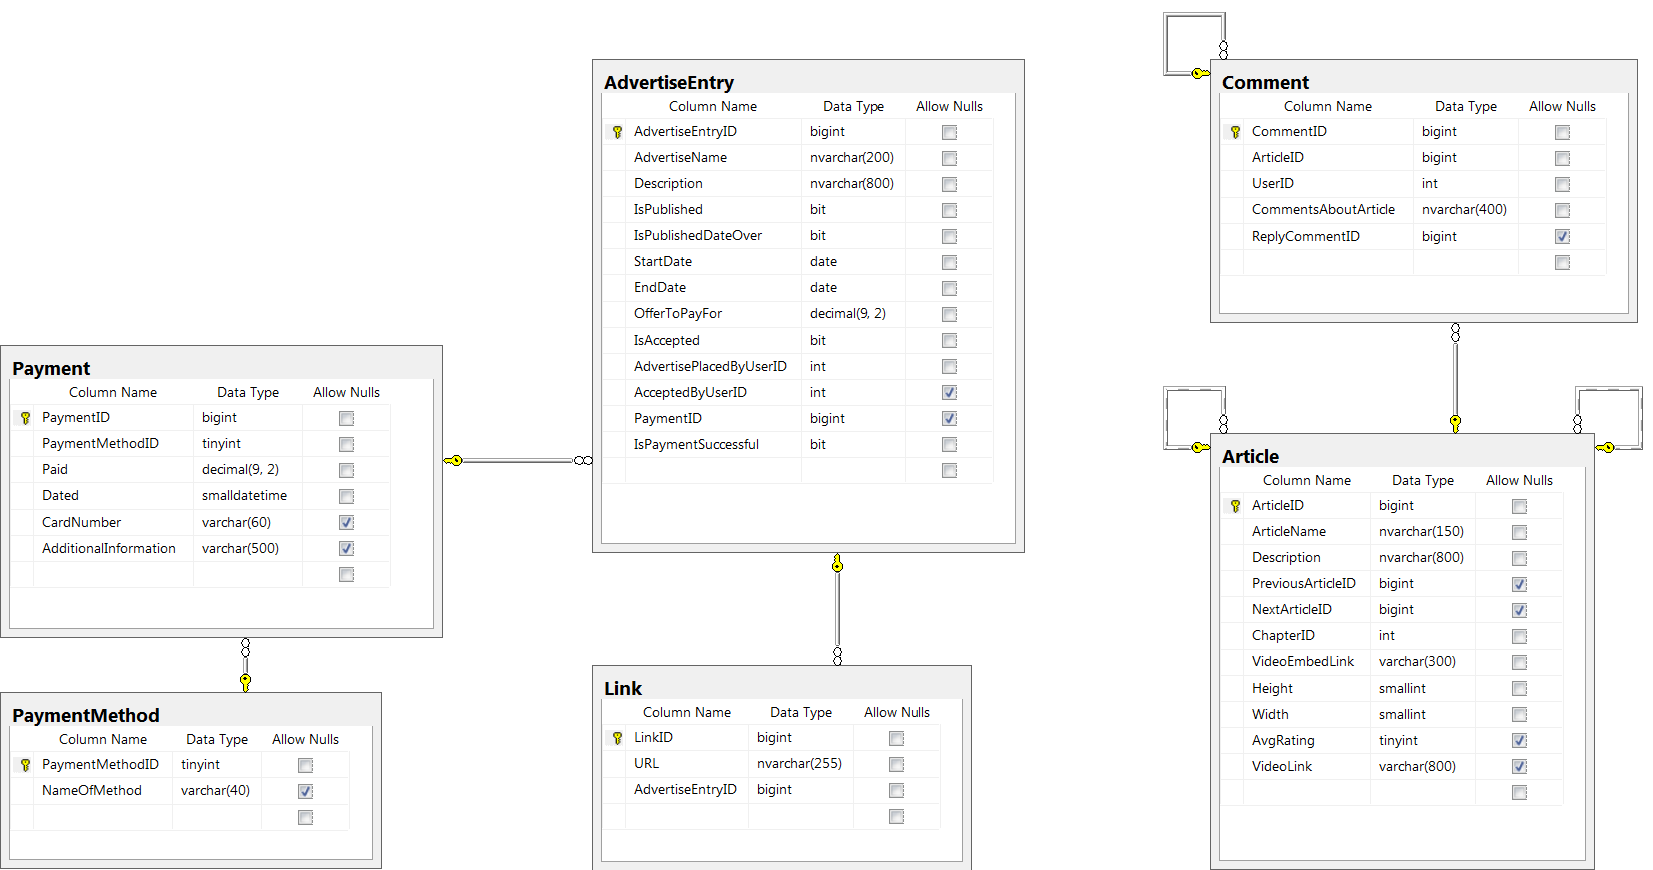 AdvertiseEntry
Column Name Data Type Allow Nulls
AdvertiseEntryID bigint
AdvertiseName nvarchar(200)
Description nvarchar(800)
IsPublished bit
IsPublishedDateOver bit
StartDate date
EndDate date
OfferToPayFor decimal(9, 2)
IsAccepted bit
AdvertisePlacedByUserID int
AcceptedByUserID int
PaymentID bigint
IsPaymentSuccessful bit
Comment
Column Name Data Type Allow Nulls
CommentID bigint
ArticleID bigint
UserID int
CommentsAboutArticle nvarchar(400)
ReplyCommentID bigint
Payment
Column Name Data Type Allow Nulls
PaymentID bigint
PaymentMethodID tinyint
Paid decimal(9, 2)
Dated smalldatetime
CardNumber varchar(60)
AdditionalInformation varchar(500)
Article
Column Name Data Type Allow Nulls
ArticleID bigint
ArticleName nvarchar(150)
Description nvarchar(800)
PreviousArticleID bigint
NextArticleID bigint
ChapterID int
VideoEmbedLink varchar(300)
Height smallint
Width smallint
AvgRating tinyint
VideoLink varchar(800)
PaymentMethod
Column Name Data Type Allow Nulls
PaymentMethodID tinyint
NameOfMethod varchar(40)
Link
Column Name Data Type Allow Nulls
LinkID bigint
URL nvarchar(255)
AdvertiseEntryID bigint